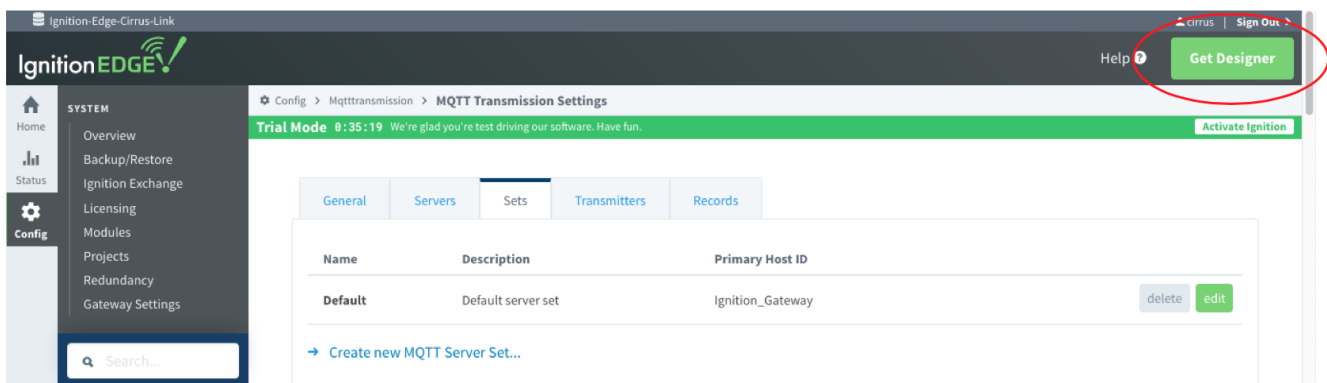 Ignition-Edge-Cirrus-Link
cirrus | Sign Out
Ignition EDGE!
Help ?
Get Designer
Home
Status
Config
SYSTEM
Overview
Backup/Restore
Ignition Exchange
Licensing
Modules
Projects
Redundancy
Gateway Settings
Search...
Config > Mqtttransmission > MQTT Transmission Settings
Trial Mode 0:35:19 We're glad you're test driving our software. Have fun.
Activate Ignition
General Servers Sets Transmitters Records
Name Description Primary Host ID
Default Default server set Ignition_Gateway delete edit
→ Create new MQTT Server Set...